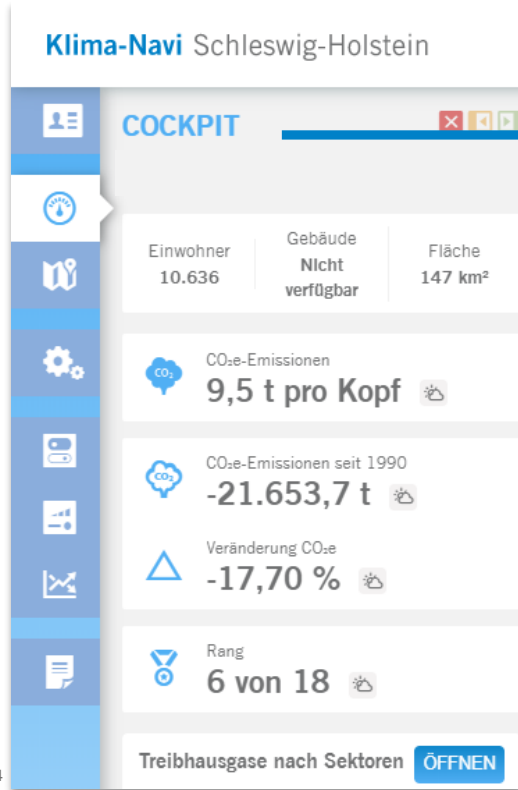 Klima-Navi Schleswig-Holstein
COCKPIT
Einwohner
10.636
Gebäude
Nicht
verfügbar
Fläche
147 km²
CO₂
CO₂e-Emissionen
9,5 t pro Kopf
CO₂
CO₂e-Emissionen seit 1990
-21.653,7 t
Veränderung CO₂e
-17,70 %
Rang
6 von 18
Treibhausgase nach Sektoren ÖFFNEN